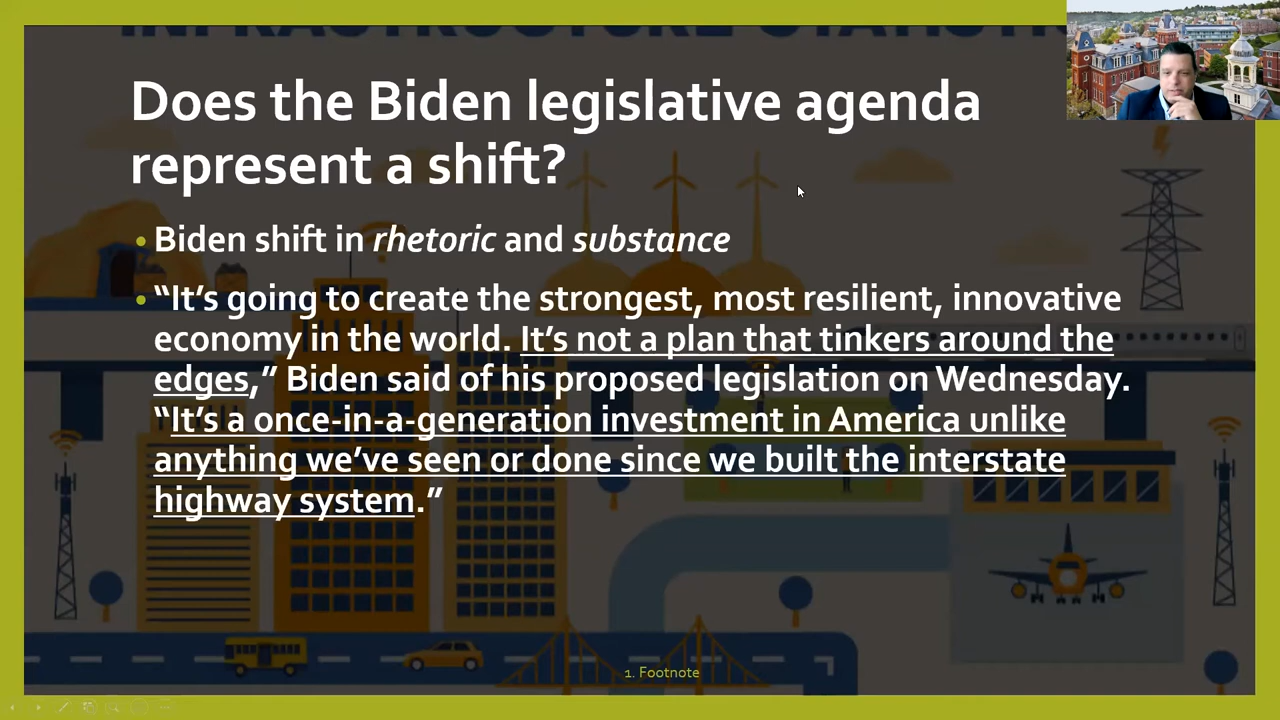 INFRASTRUCTURE STATISTI
Does the Biden legislative agenda
represent a shift?
• Biden shift in rhetoric and substance
• “It’s going to create the strongest, most resilient, innovative
economy in the world. It’s not a plan that tinkers around the
edges,” Biden said of his proposed legislation on Wednesday.
“It’s a once-in-a-generation investment in America unlike
anything we’ve seen or done since we built the interstate
highway system.”
1. Footnote